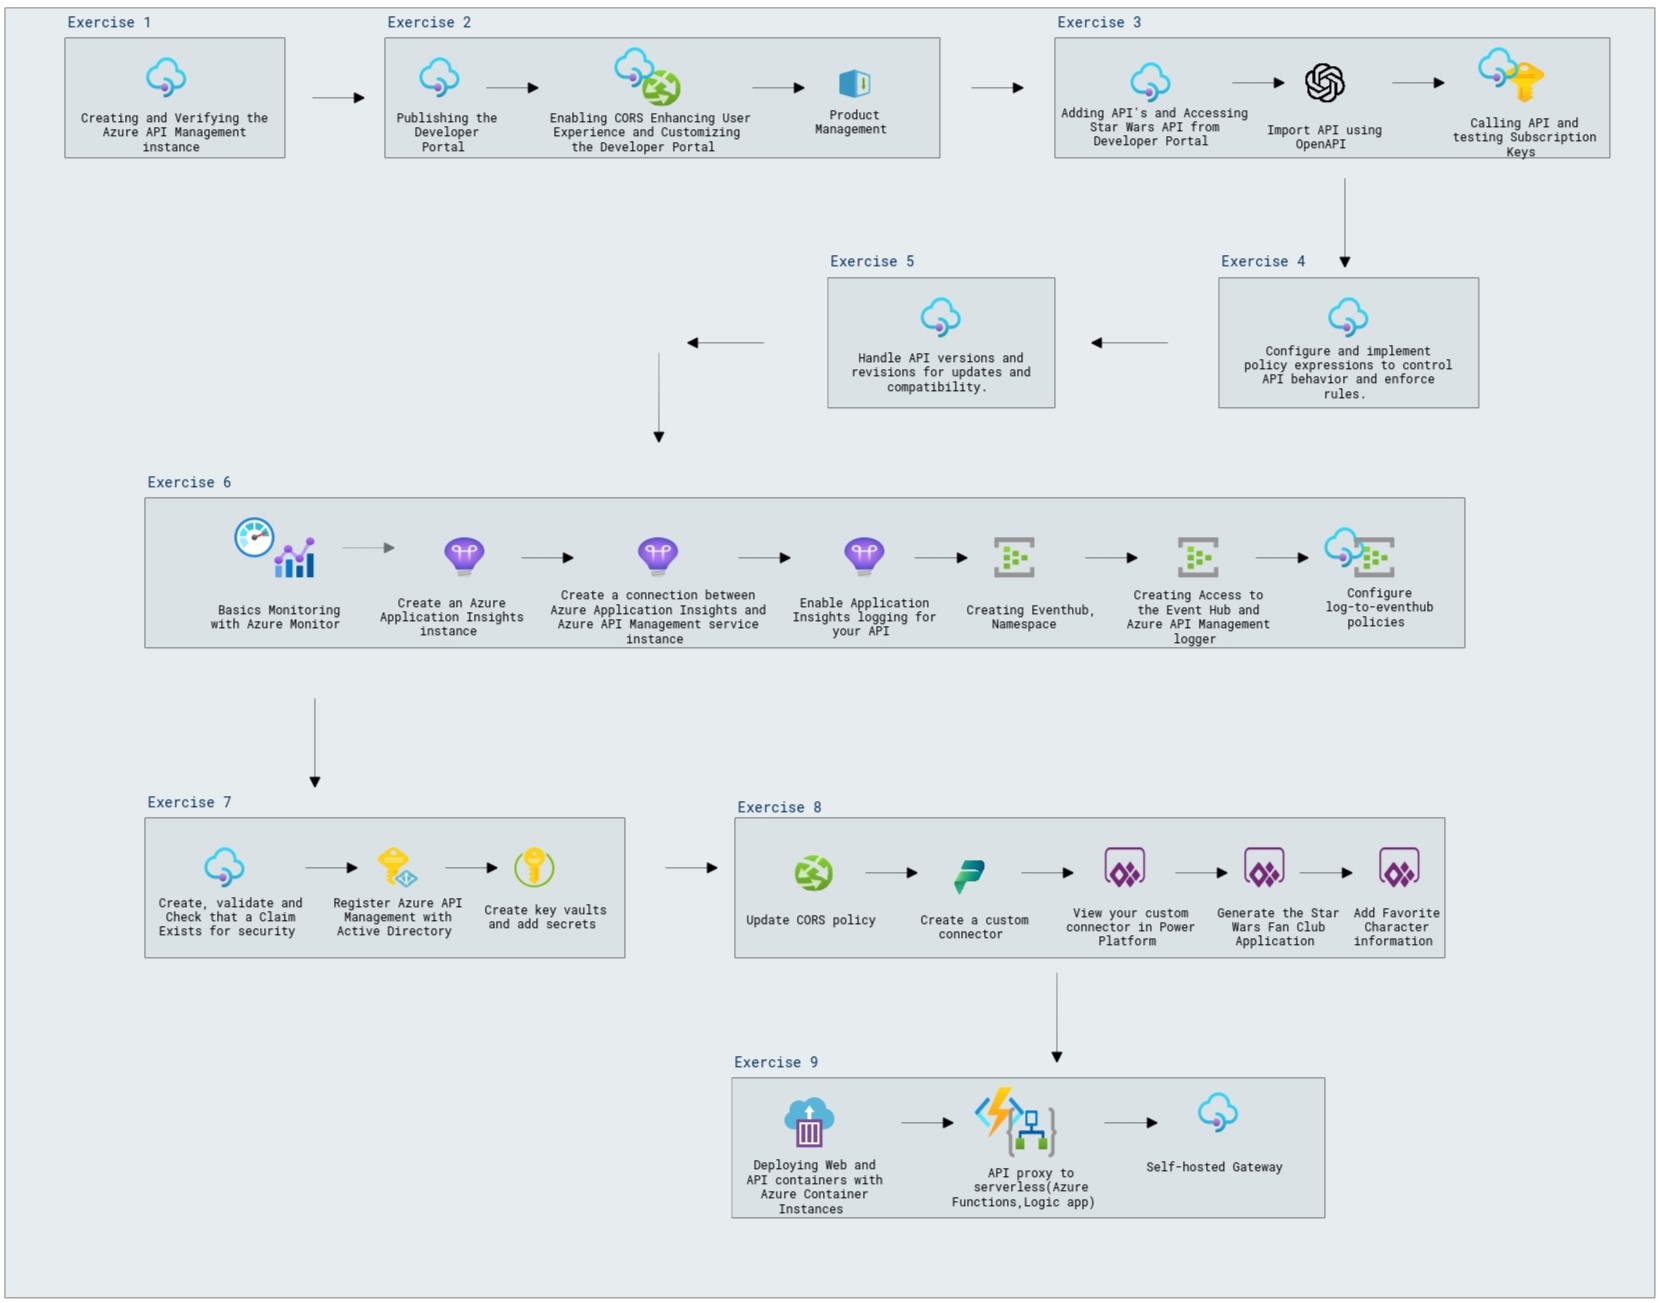 Exercise 1
Creating and Verifying the
Azure API Management
instance
Exercise 2
Publishing the
Developer
Portal
Enabling CORS Enhancing User
Experience and Customizing
the Developer Portal
Product
Management
Exercise 3
Adding API's and Accessing
Star Wars API from
Developer Portal
Import API using
OpenAPI
Calling API and
testing Subscription
Keys
Exercise 5
Handle API versions and
revisions for updates and
compatibility.
Exercise 4
Configure and implement
policy expressions to control
API behavior and enforce
rules.
Exercise 6
Basics Monitoring
with Azure Monitor
Create an Azure
Application Insights
instance
Create a connection between
Azure Application Insights and
Azure API Management service
instance
Enable Application
Insights logging for
your API
Creating Eventhub,
Namespace
Creating Access to
the Event Hub and
Azure API Management
logger
Configure
log-to-eventhub
policies
Exercise 7
Create, validate and
Check that a Claim
Exists for security
Register Azure API
Management with
Active Directory
Create key vaults
and add secrets
Exercise 8
Update CORS policy
Create a custom
connector
View your custom
connector in Power
Platform
Generate the Star
Wars Fan Club
Application
Add Favorite
Character
information
Exercise 9
Deploying Web and
API containers with
Azure Container
Instances
API proxy to
serverless(Azure
Functions,Logic app)
Self-hosted Gateway